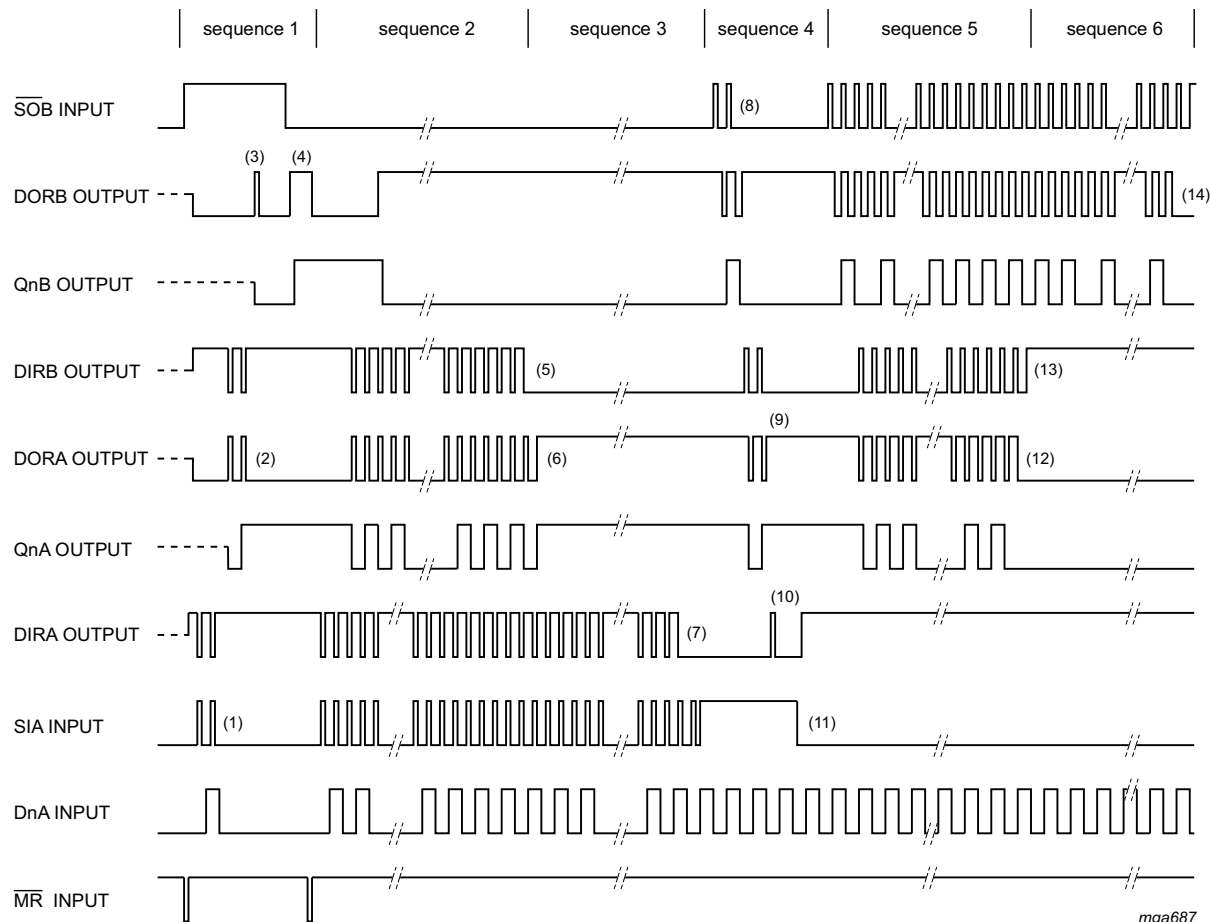 sequence 1 sequence 2 sequence 3 sequence 4 sequence 5 sequence 6
S̅O̅B INPUT (8)
(3) (4)
DORB OUTPUT (14)
QnB OUTPUT
DIRB OUTPUT (5) (13)
(9)
DORA OUTPUT (2) (6) (12)
QnA OUTPUT
(10)
DIRA OUTPUT (7)
SIA INPUT (1) (11)
DnA INPUT
M̅R̅ INPUT
mga687